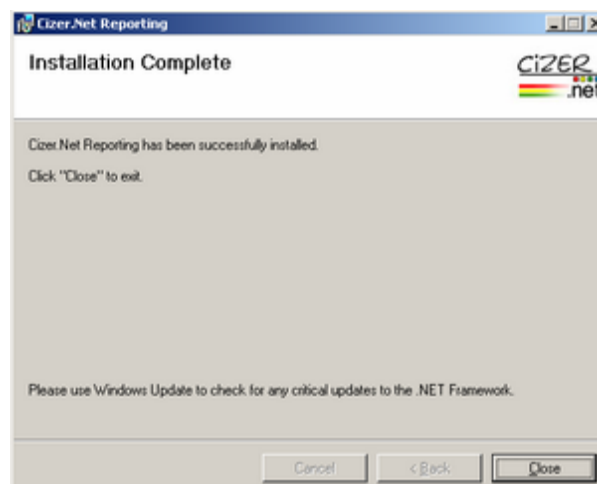 Cizer.Net Reporting
Installation Complete
CiZER
.net
Cizer.Net Reporting has been successfully installed.
Click "Close" to exit.
Please use Windows Update to check for any critical updates to the .NET Framework.
Cancel
< Back
Close